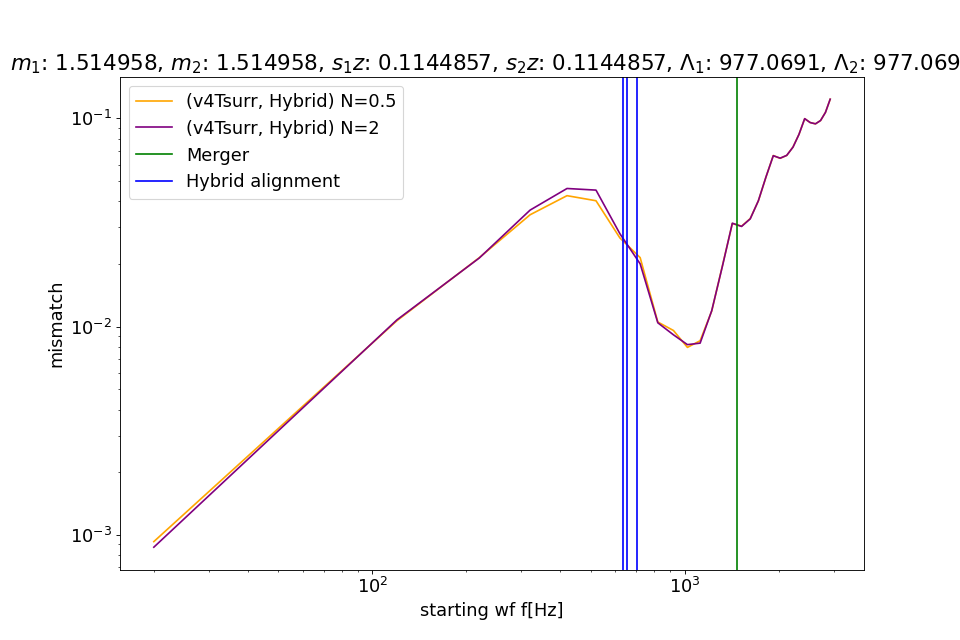 m₁: 1.514958, m₂: 1.514958, s₁z: 0.1144857, s₂z: 0.1144857, Λ₁: 977.0691, Λ₂: 977.069
(v4Tsurr, Hybrid) N=0.5
(v4Tsurr, Hybrid) N=2
Merger
Hybrid alignment
mismatch
10⁻¹
10⁻²
10⁻³
10² 10³
starting wf f[Hz]